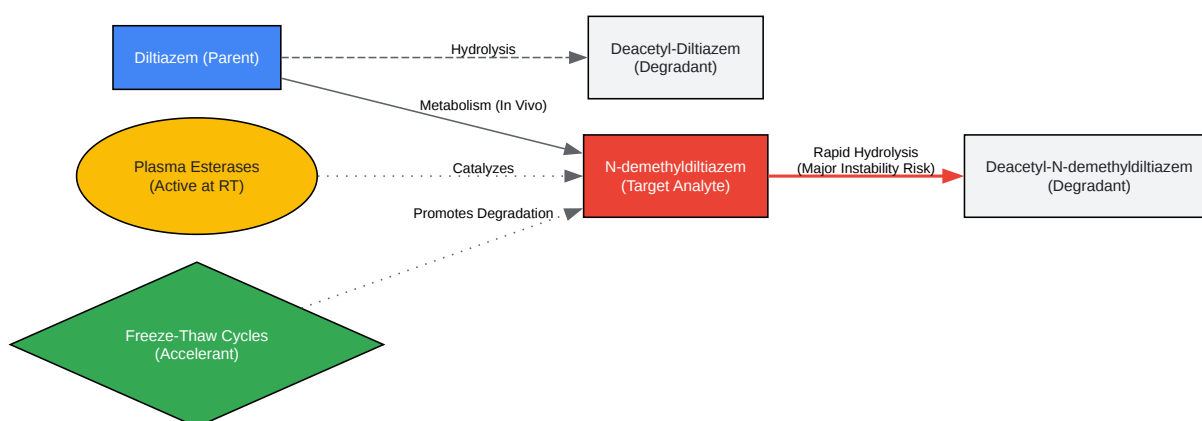 Diltiazem (Parent)
Hydrolysis
Deacetyl-Diltiazem
(Degradant)
Metabolism (In Vivo)
Plasma Esterases
(Active at RT)
Catalyzes
N-demethyldiltiazem
(Target Analyte)
Rapid Hydrolysis
(Major Instability Risk)
Deacetyl-N-demethyldiltiazem
(Degradant)
Promotes Degradation
Freeze-Thaw Cycles
(Accelerant)